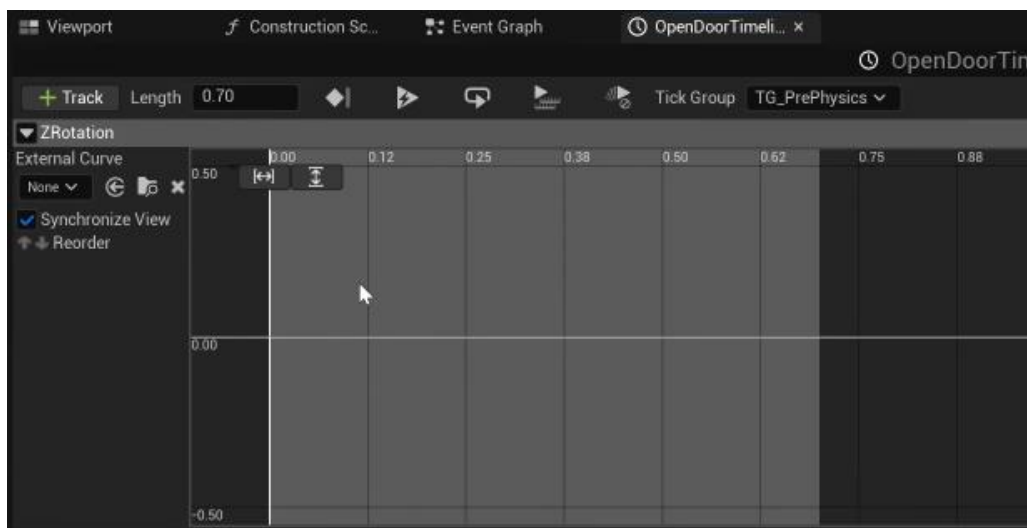 Viewport Construction Sc... Event Graph OpenDoorTimeli... ×
OpenDoorTim
+ Track Length 0.70 Tick Group TG_PrePhysics
ZRotation
External Curve
0.00 0.12 0.25 0.38 0.50 0.62 0.75 0.88
0.50
None
Synchronize View
Reorder
0.00
-0.50